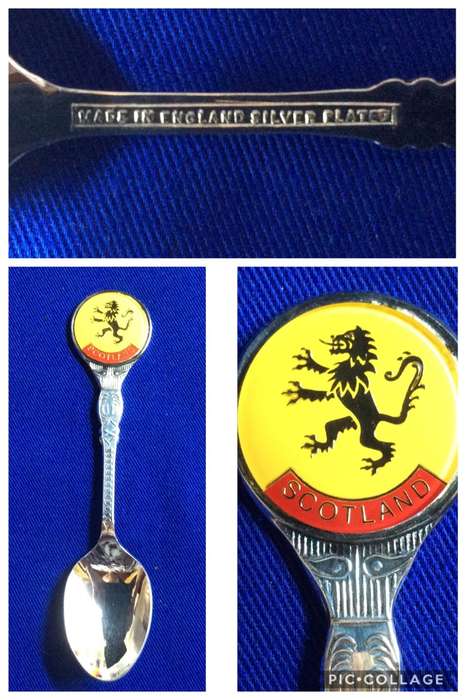 MADE IN ENGLAND SILVER PLATED
SCOTLAND
SCOTLAND
PIC•COLLAGE